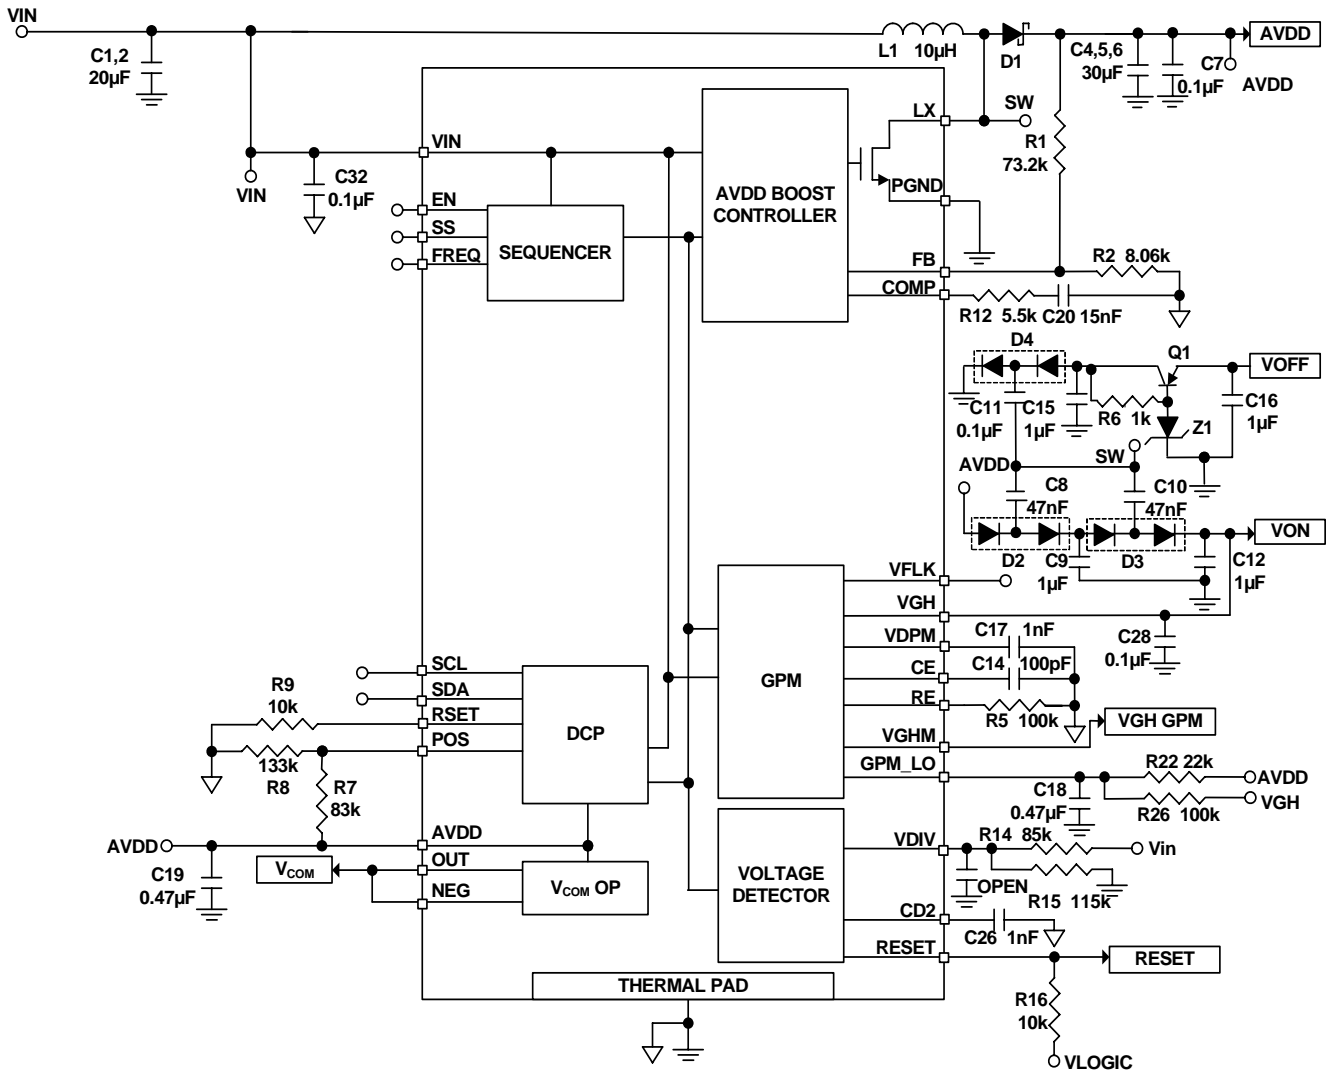 VIN
C1,2
20µF
L1 10µH
D1
C4,5,6
30µF
C7
0.1µF
AVDD
AVDD
LX
SW
R1
73.2k
VIN
VIN
C32
0.1µF
EN
SS
FREQ
SEQUENCER
AVDD BOOST
CONTROLLER
PGND
FB
COMP
R2 8.06k
R12 5.5k
C20 15nF
D4
Q1
VOFF
C11
0.1µF
C15
1µF
R6 1k
Z1
C16
1µF
AVDD
SW
C8
47nF
C10
47nF
VON
D2
C9
1µF
D3
C12
1µF
VFLK
VGH
VDPM
CE
RE
VGHM
GPM_LO
GPM
C17 1nF
C14 100pF
R5 100k
C28
0.1µF
VGH GPM
SCL
SDA
RSET
POS
DCP
R9
10k
133k
R8
R7
83k
R22 22k
AVDD
R26 100k
VGH
C18
0.47µF
AVDD
AVDD
OUT
NEG
VCOM
VCOM OP
C19
0.47µF
VOLTAGE
DETECTOR
VDIV
CD2
RESET
R14 85k
Vin
OPEN
R15 115k
C26 1nF
RESET
THERMAL PAD
R16
10k
VLOGIC